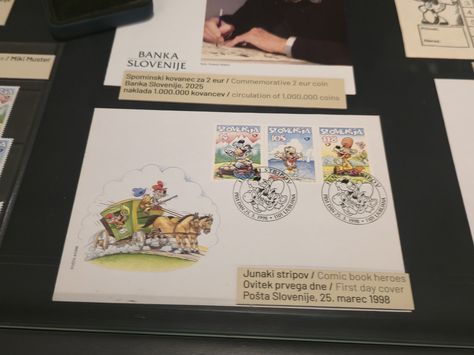 / Miki Muster
BANKA
SLOVENIJE
Spominski kovanec za 2 eur / Commemorative 2 eur coin
Banka Slovenije, 2025
naklada 1.000.000 kovancev / circulation of 1,000,000 coins
SLOVENIJA
SLOVENIJA
105
SLOVENIJA
118
Junaki stripov / Comic book heroes
Ovitek prvega dne / First day cover
Pošta Slovenije, 25. marec 1998